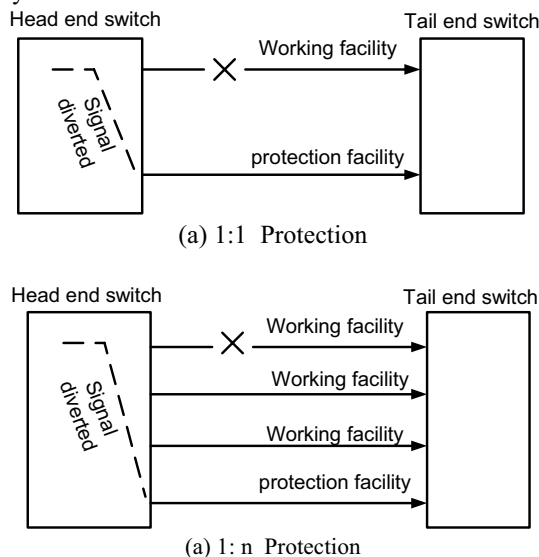 Head end switch
Tail end switch
Working facility
Signal
diverted
protection facility
(a) 1:1 Protection
Head end switch
Tail end switch
Working facility
Working facility
Signal
diverted
Working facility
protection facility
(a) 1: n Protection